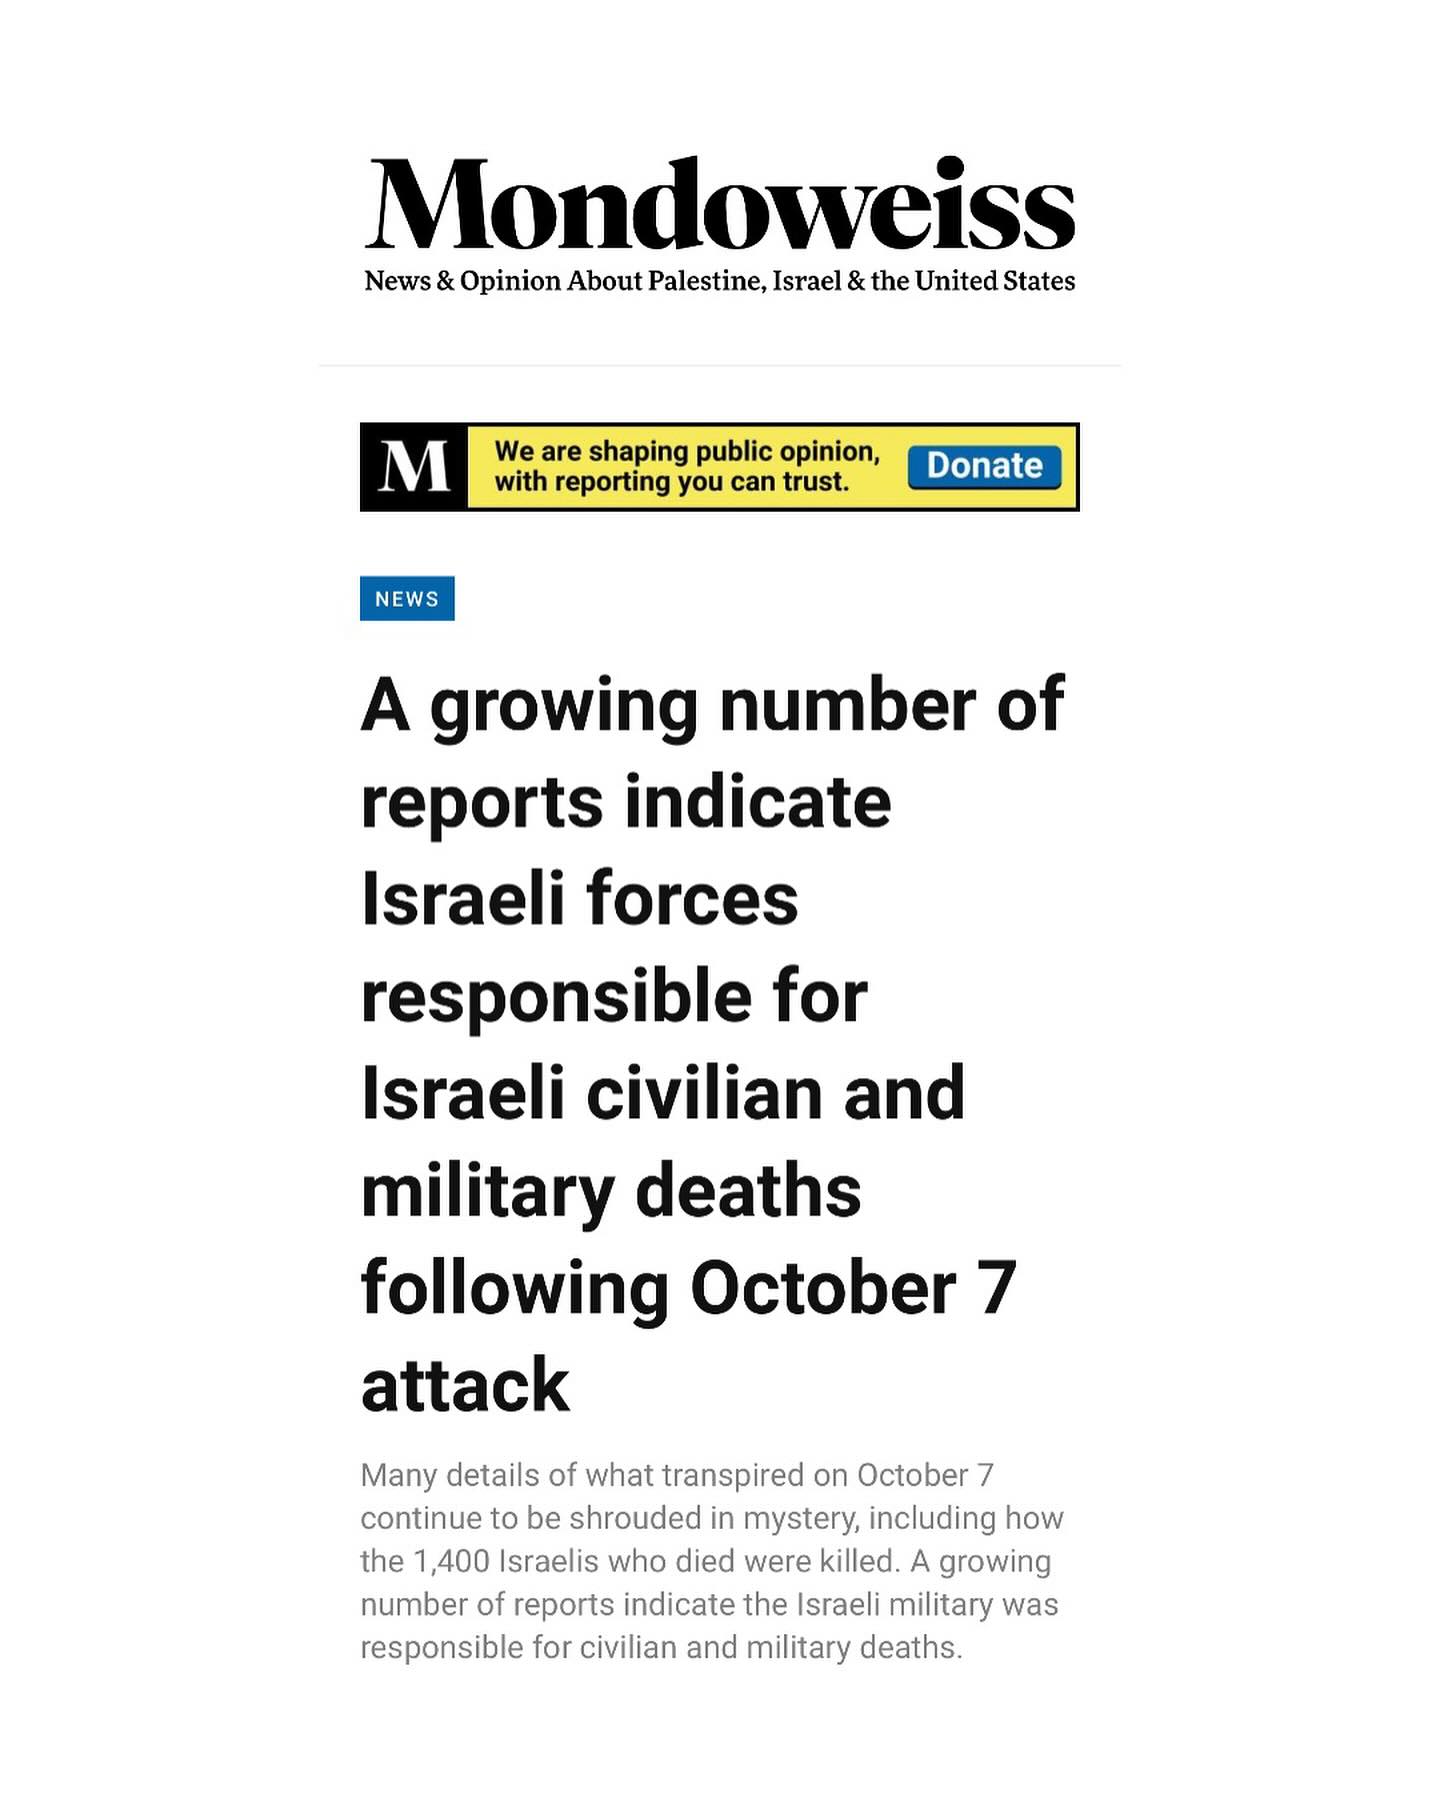 Mondoweiss
News & Opinion About Palestine, Israel & the United States
M
We are shaping public opinion,
with reporting you can trust.
Donate
NEWS
A growing number of
reports indicate
Israeli forces
responsible for
Israeli civilian and
military deaths
following October 7
attack
Many details of what transpired on October 7
continue to be shrouded in mystery, including how
the 1,400 Israelis who died were killed. A growing
number of reports indicate the Israeli military was
responsible for civilian and military deaths.